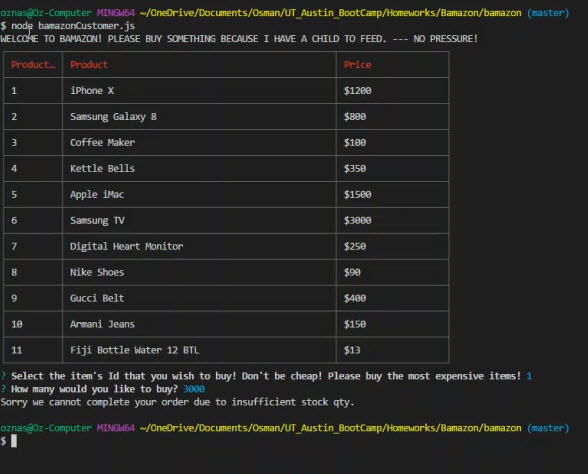 oznas@Oz-Computer MINGW64 ~/OneDrive/Documents/Osman/UT_Austin_BootCamp/Homeworks/Bamazon/bamazon (master)
$ node bamazonCustomer.js
WELCOME TO BAMAZON! PLEASE BUY SOMETHING BECAUSE I HAVE A CHILD TO FEED. --- NO PRESSURE!
Product… Product Price
1 iPhone X $1200
2 Samsung Galaxy 8 $800
3 Coffee Maker $100
4 Kettle Bells $350
5 Apple iMac $1500
6 Samsung TV $3000
7 Digital Heart Monitor $250
8 Nike Shoes $90
9 Gucci Belt $400
10 Armani Jeans $150
11 Fiji Bottle Water 12 BTL $13
? Select the item's Id that you wish to buy! Don't be cheap! Please buy the most expensive items! 1
? How many would you like to buy? 3000
Sorry we cannot complete your order due to insufficient stock qty.
oznas@Oz-Computer MINGW64 ~/OneDrive/Documents/Osman/UT_Austin_BootCamp/Homeworks/Bamazon/bamazon (master)
$